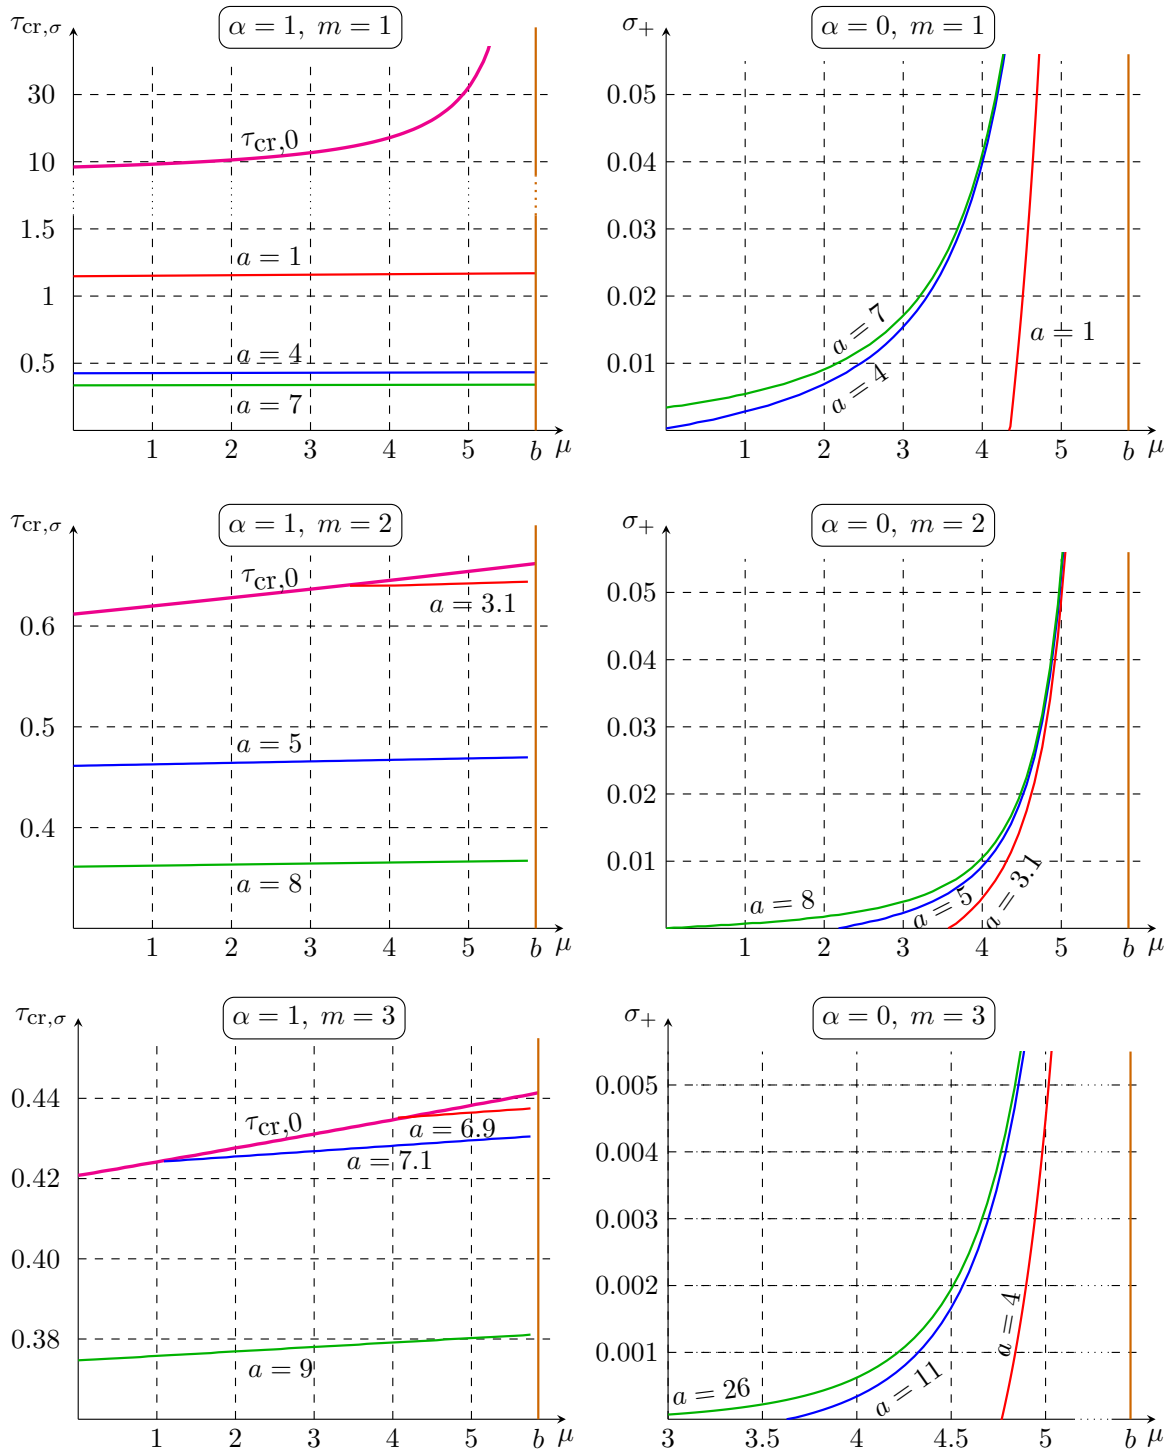 τcr,σ
α = 1, m = 1
30
10
1.5
1
0.5
τcr,0
a = 1
a = 4
a = 7
1 2 3 4 5 b μ
σ+
α = 0, m = 1
0.05
0.04
0.03
0.02
0.01
a = 7
a = 4
a = 1
1 2 3 4 5 b μ
τcr,σ
α = 1, m = 2
0.6
0.5
0.4
τcr,0
a = 3.1
a = 5
a = 8
1 2 3 4 5 b μ
σ+
α = 0, m = 2
0.05
0.04
0.03
0.02
0.01
a = 8
a = 5
a = 3.1
1 2 3 4 5 b μ
τcr,σ
α = 1, m = 3
0.44
0.42
0.40
0.38
τcr,0
a = 6.9
a = 7.1
a = 9
1 2 3 4 5 b μ
σ+
α = 0, m = 3
0.005
0.004
0.003
0.002
0.001
a = 26
a = 11
a = 4
3 3.5 4 4.5 5 b μ